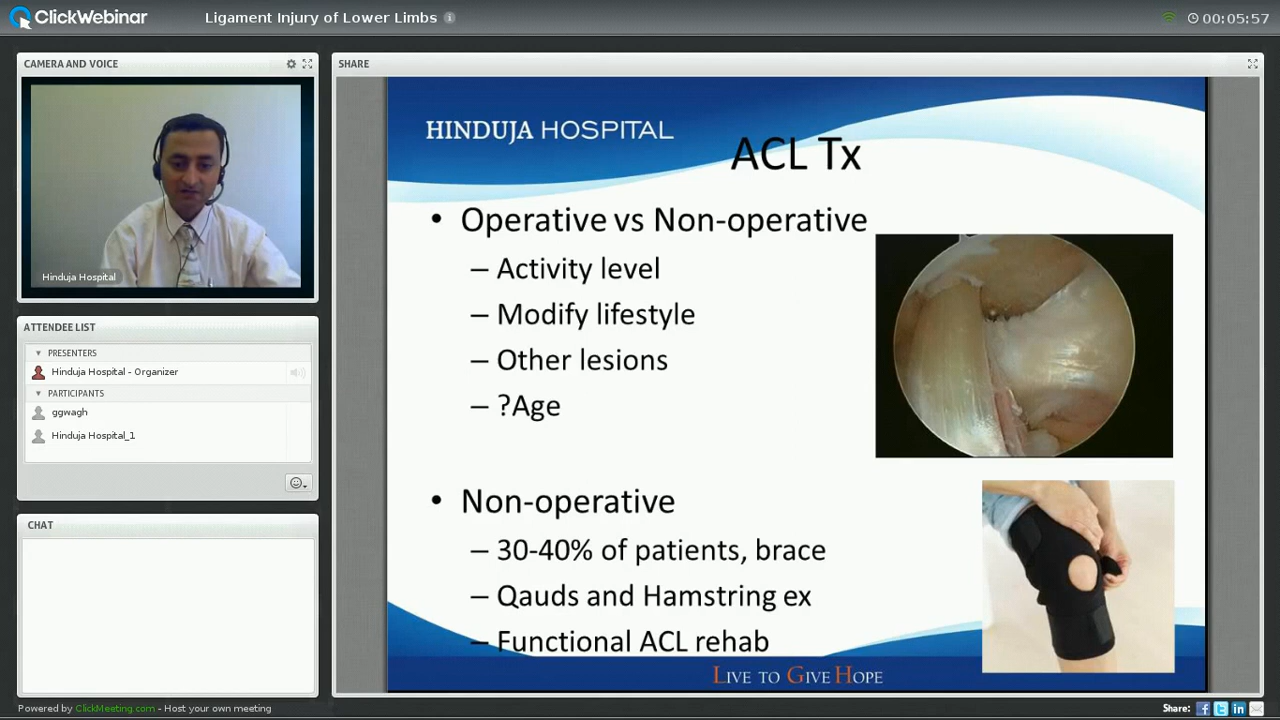 ClickWebinar
Ligament Injury of Lower Limbs
00:05:57
CAMERA AND VOICE
Hinduja Hospital
ATTENDEE LIST
PRESENTERS
Hinduja Hospital - Organizer
PARTICIPANTS
ggwagh
Hinduja Hospital_1
CHAT
SHARE
HINDUJA HOSPITAL
ACL Tx
• Operative vs Non-operative
– Activity level
– Modify lifestyle
– Other lesions
– ?Age
• Non-operative
– 30-40% of patients, brace
– Qauds and Hamstring ex
– Functional ACL rehab
LIVE TO GIVE HOPE
Powered by ClickMeeting.com - Host your own meeting
Share: